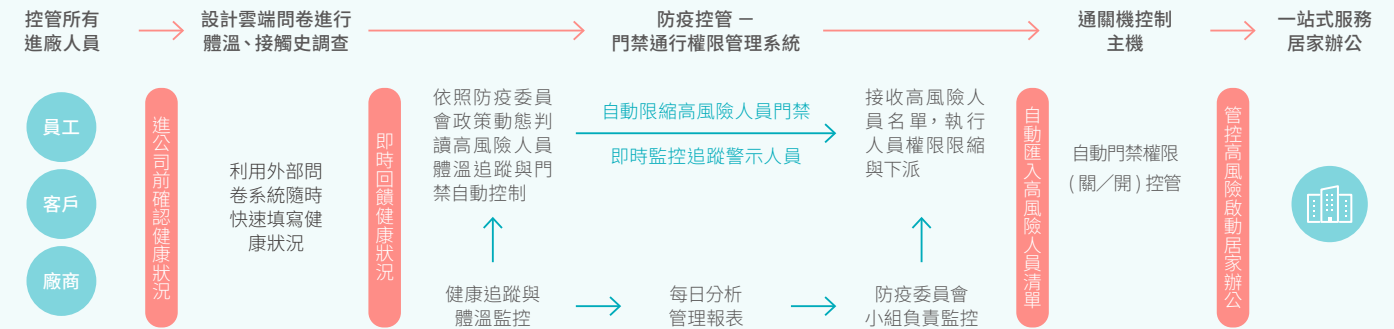 控管所有
進廠人員
設計雲端問卷進行
體溫、接觸史調查
防疫控管 －
門禁通行權限管理系統
通關機控制
主機
一站式服務
居家辦公
員工
客戶
廠商
進公司前確認健康狀況
利用外部問
卷系統隨時
快速填寫健
康狀況
即時回饋健康狀況
依照防疫委員
會政策動態判
讀高風險人員
體溫追蹤與門
禁自動控制
自動限縮高風險人員門禁
即時監控追蹤警示人員
接收高風險人
員名單，執行
人員權限限縮
與下派
健康追蹤與
體溫監控
每日分析
管理報表
防疫委員會
小組負責監控
自動匯入高風險人員清單
自動門禁權限
( 關／開 ) 控管
管控高風險啟動居家辦公